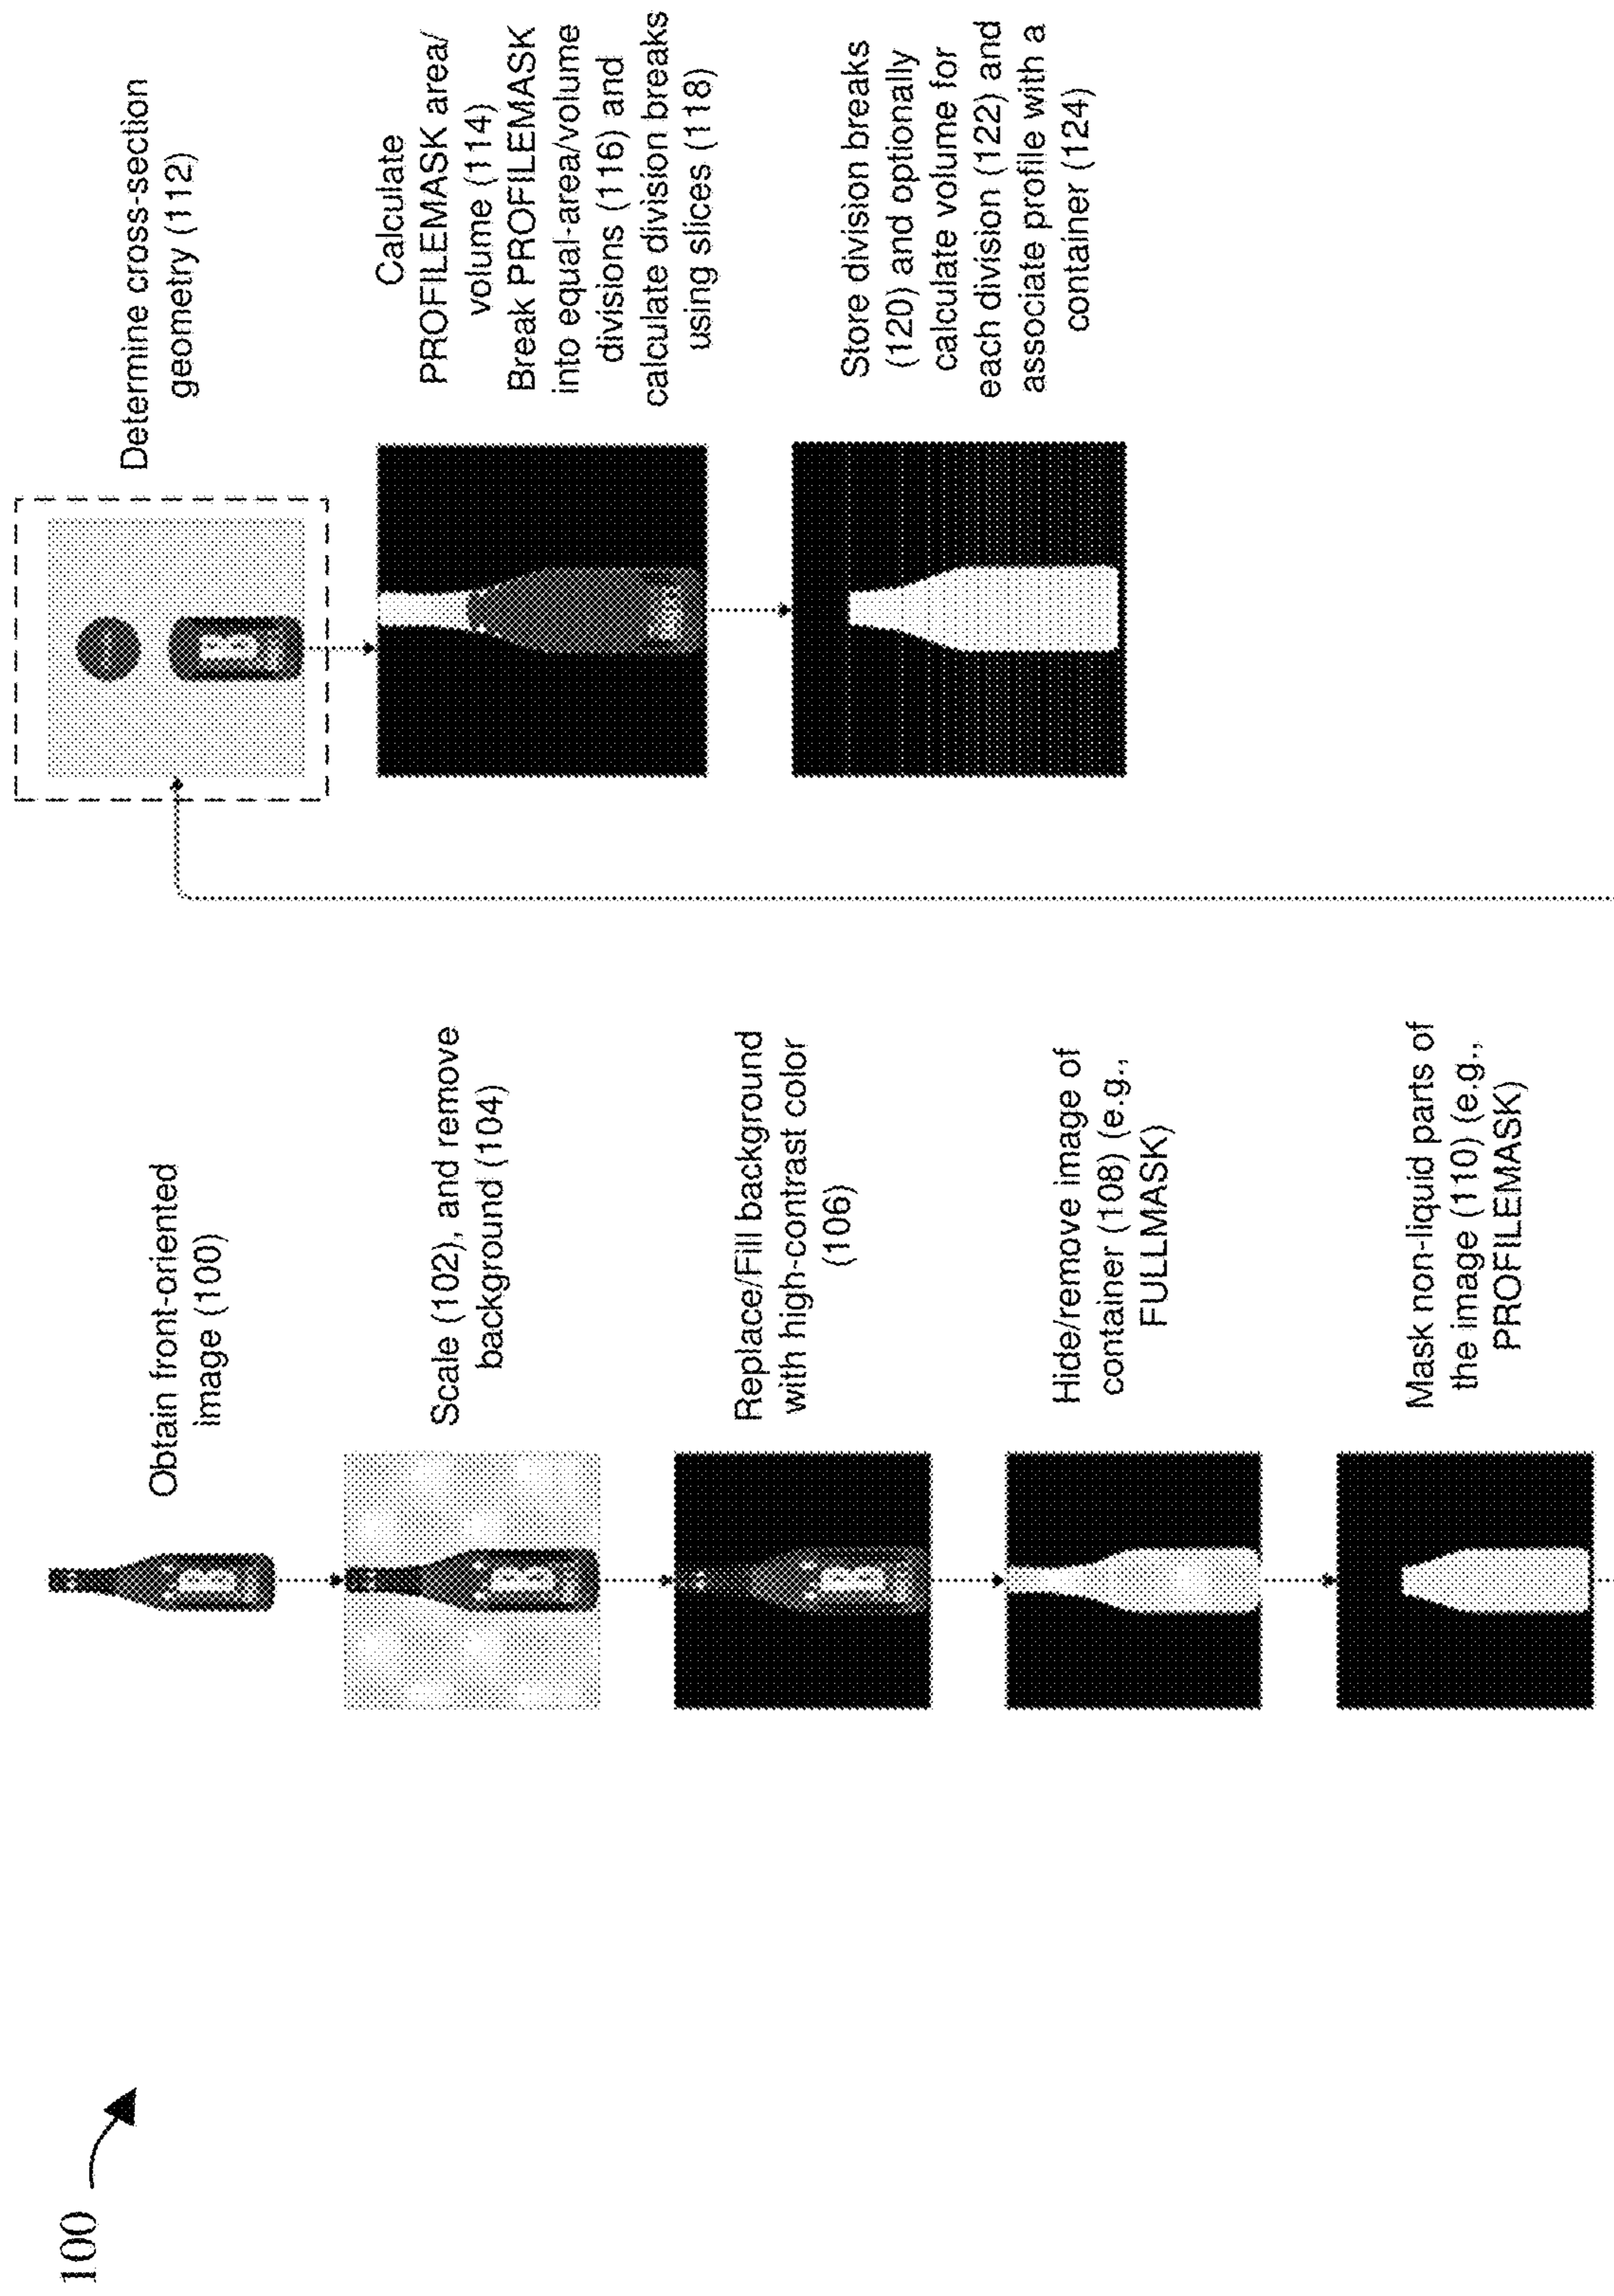 100
Obtain front-oriented
image (100)
Scale (102), and remove
background (104)
Replace/Fill background
with high-contrast color
(106)
Hide/remove image of
container (108) (e.g.,
FULLMASK)
Mask non-liquid parts of
the image (110) (e.g.,
PROFILEMASK)
Determine cross-section
geometry (112)
Calculate
PROFILEMASK area/
volume (114)
Break PROFILEMASK
into equal-area/volume
divisions (116) and
calculate division breaks
using slices (118)
Store division breaks
(120) and optionally
calculate volume for
each division (122) and
associate profile with a
container (124)